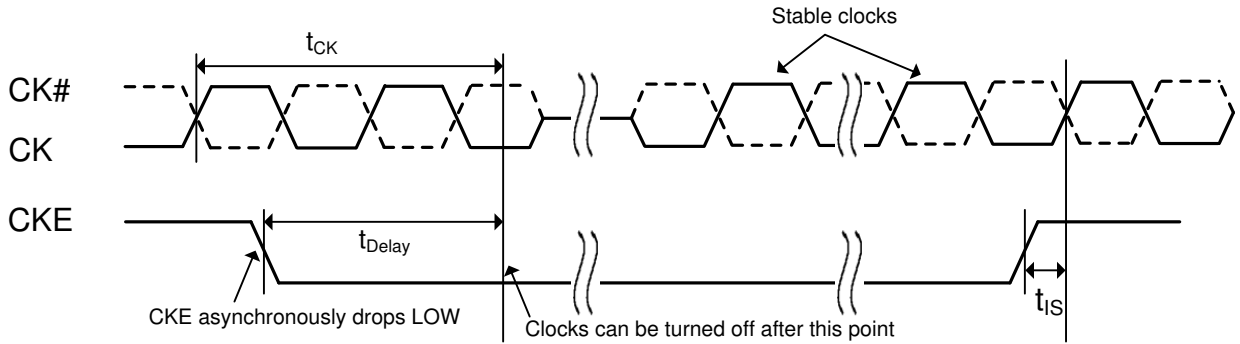 Stable clocks
tCK
CK#
CK
CKE
tDelay
tIS
CKE asynchronously drops LOW
Clocks can be turned off after this point